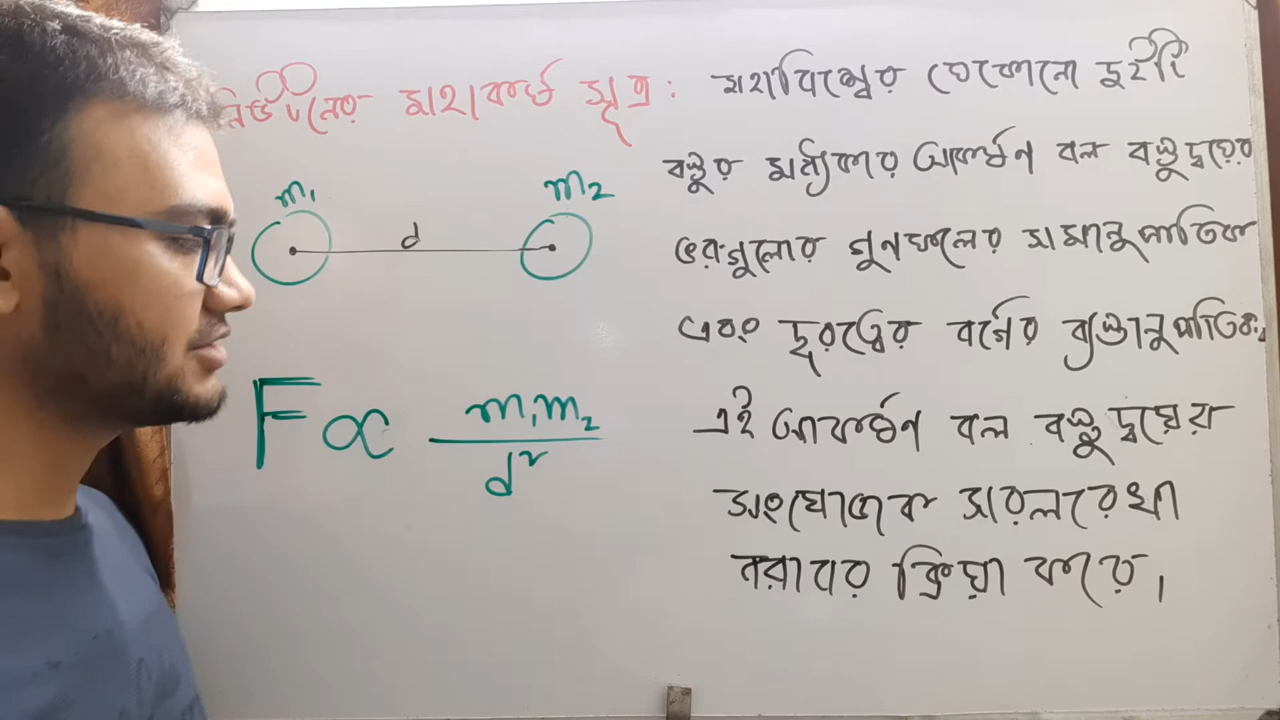 নিউটনের মহাকর্ষ সূত্র: মহাবিশ্বের যেকোনো দুইটি
বস্তুর মধ্যকার আকর্ষণ বল বস্তুদ্বয়ের
ভরগুলোর গুনফলের সমানুপাতিক
এবং দূরত্বের বর্গের ব্যস্তানুপাতিক।
এই আকর্ষণ বল বস্তুদ্বয়ের
সংযোজক সরলরেখা
বরাবর ক্রিয়া করে।
m₁ m₂
d
F ∝ m₁m₂ / d²